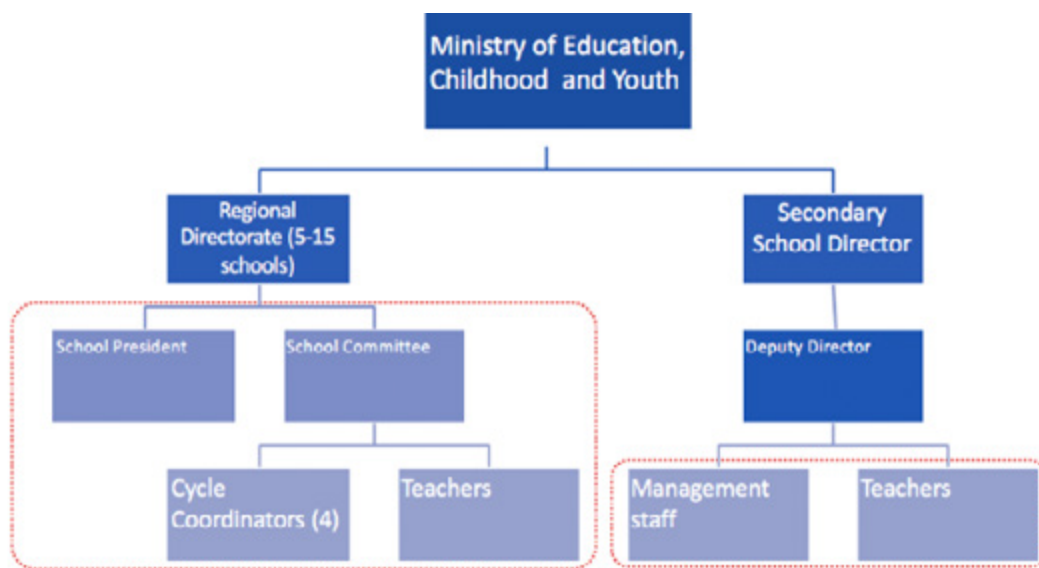 Ministry of Education,
Childhood and Youth
Regional
Directorate (5-15
schools)
Secondary
School Director
School President
School Committee
Deputy Director
Cycle
Coordinators (4)
Teachers
Management
staff
Teachers